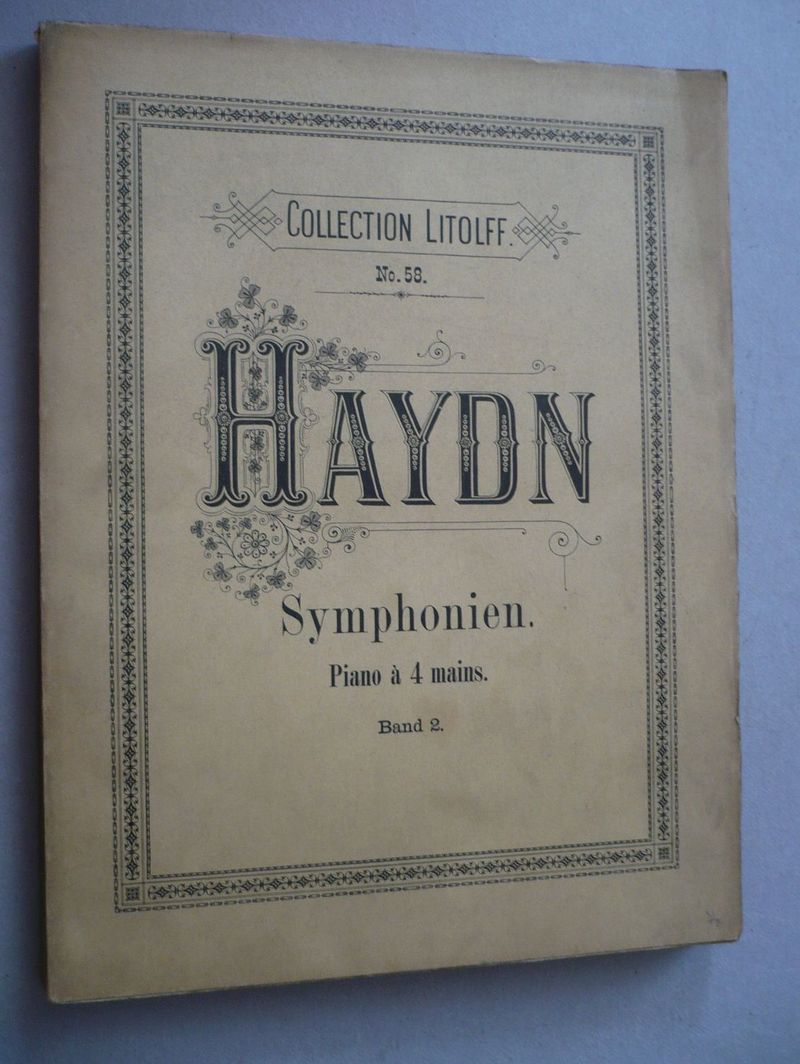 COLLECTION LITOLFF.
No. 58.
HAYDN
Symphonien.
Piano à 4 mains.
Band 2.